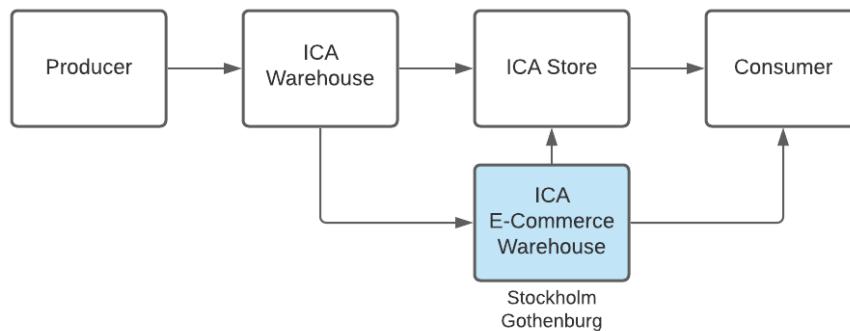 Producer
ICA
Warehouse
ICA Store
Consumer
ICA
E-Commerce
Warehouse
Stockholm
Gothenburg